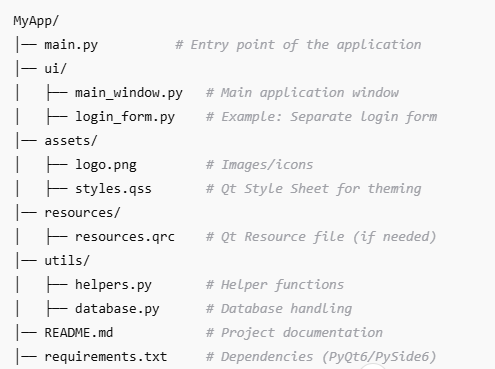 MyApp/
│── main.py # Entry point of the application
│── ui/
│ ├── main_window.py # Main application window
│ ├── login_form.py # Example: Separate login form
│── assets/
│ ├── logo.png # Images/icons
│ ├── styles.qss # Qt Style Sheet for theming
│── resources/
│ ├── resources.qrc # Qt Resource file (if needed)
│── utils/
│ ├── helpers.py # Helper functions
│ ├── database.py # Database handling
│── README.md # Project documentation
│── requirements.txt # Dependencies (PyQt6/PySide6)